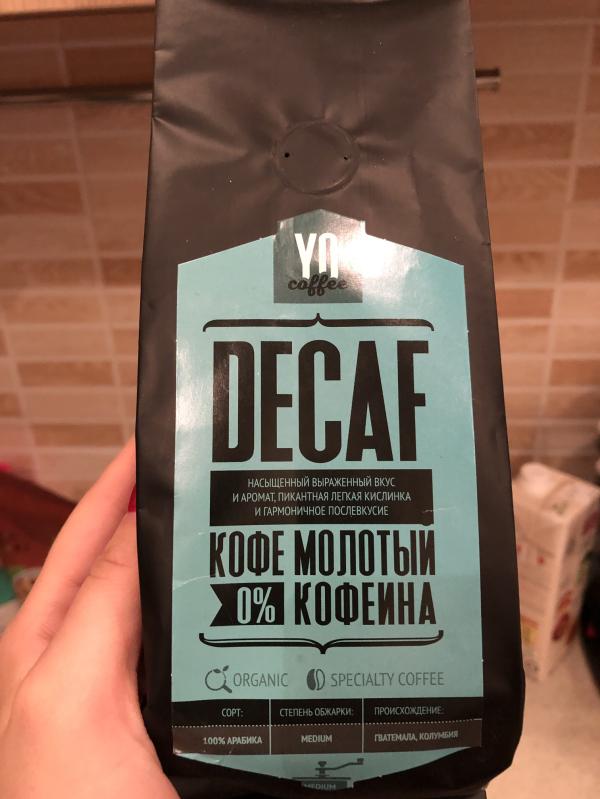 YO
coffee
DECAF
НАСЫЩЕННЫЙ ВЫРАЖЕННЫЙ ВКУС
И АРОМАТ, ПИКАНТНАЯ ЛЕГКАЯ КИСЛИНКА
И ГАРМОНИЧНОЕ ПОСЛЕВКУСИЕ
КОФЕ МОЛОТЫЙ
0% КОФЕИНА
ORGANIC SPECIALTY COFFEE
СОРТ: СТЕПЕНЬ ОБЖАРКИ: ПРОИСХОЖДЕНИЕ:
100% АРАБИКА MEDIUM ГВАТЕМАЛА, КОЛУМБИЯ
MEDIUM